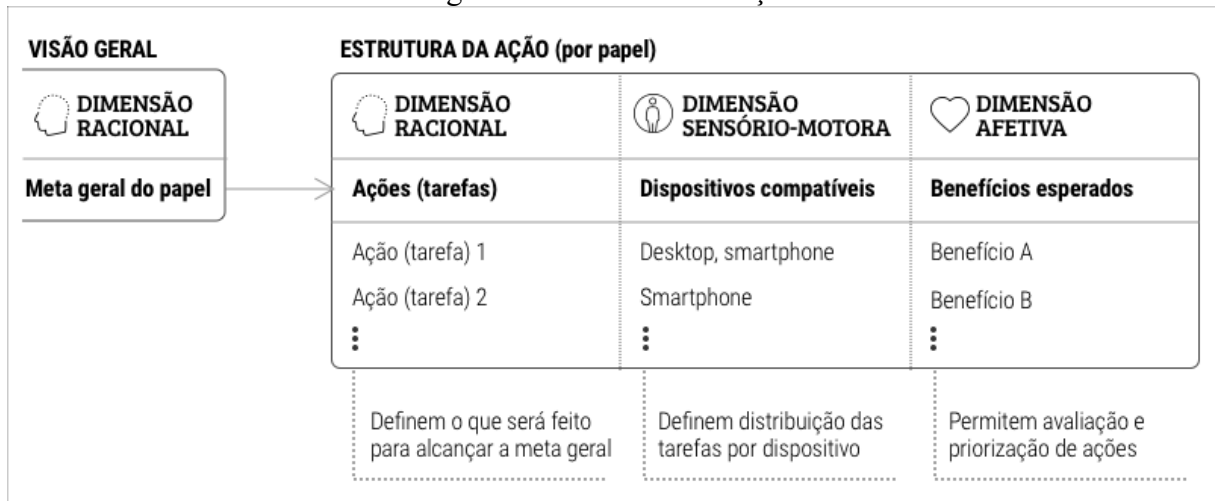 VISÃO GERAL
DIMENSÃO
RACIONAL
Meta geral do papel
ESTRUTURA DA AÇÃO (por papel)
DIMENSÃO
RACIONAL
DIMENSÃO
SENSÓRIO-MOTORA
DIMENSÃO
AFETIVA
Ações (tarefas)
Dispositivos compatíveis
Benefícios esperados
Ação (tarefa) 1
Desktop, smartphone
Benefício A
Ação (tarefa) 2
Smartphone
Benefício B
Definem o que será feito
para alcançar a meta geral
Definem distribuição das
tarefas por dispositivo
Permitem avaliação e
priorização de ações